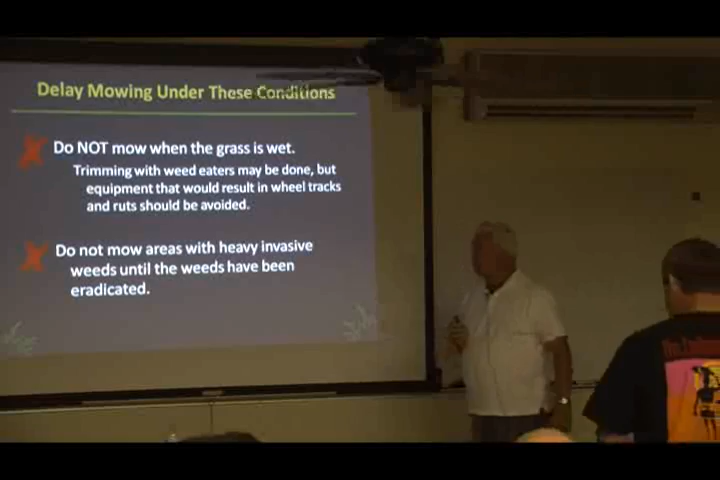 Delay Mowing Under These Conditions
Do NOT mow when the grass is wet.
Trimming with weed eaters may be done, but
equipment that would result in wheel tracks
and ruts should be avoided.
Do not mow areas with heavy invasive
weeds until the weeds have been
eradicated.